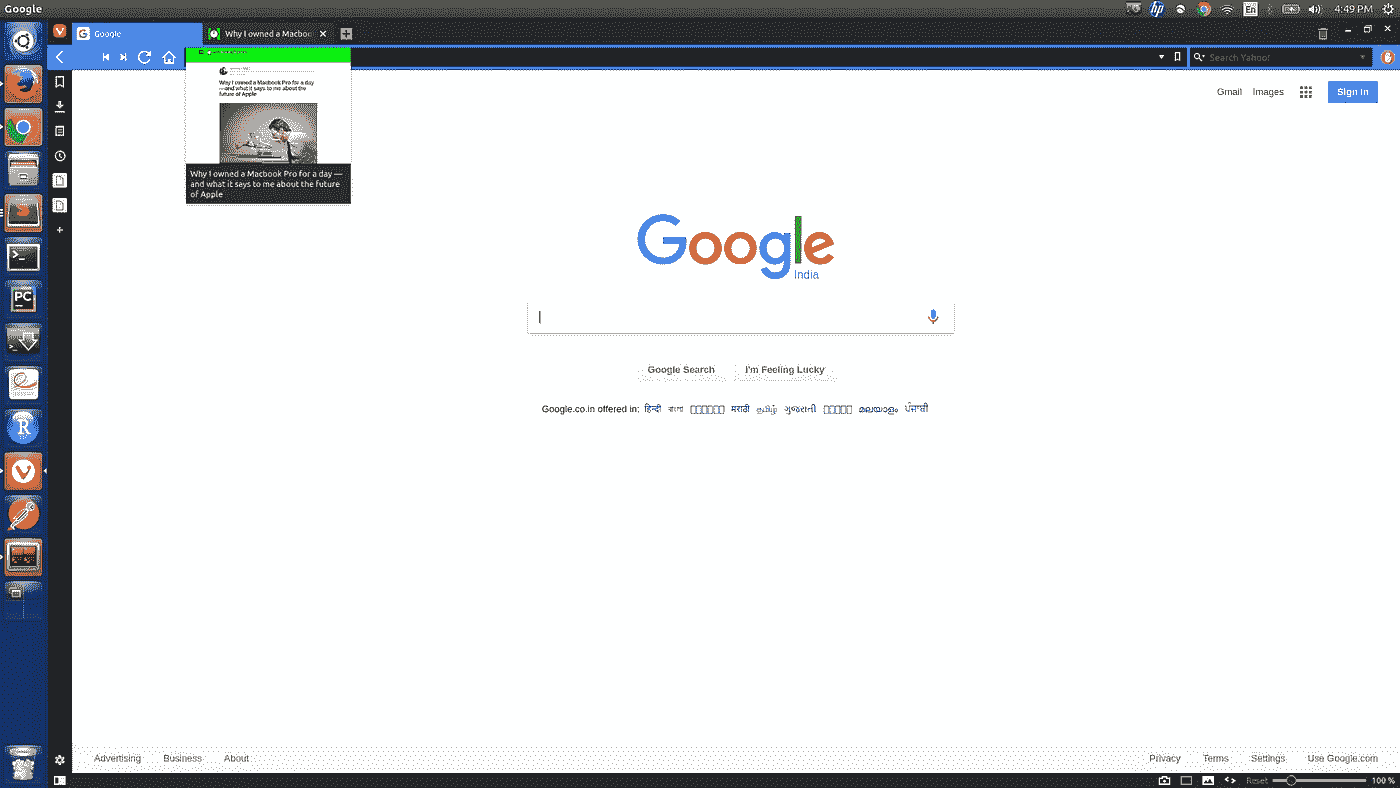 Google
En
4:49 PM
Google
Why I owned a Macboo
Search Yahoo!
Why I owned a Macbook Pro for a day
—and what it says to me about the
future of Apple
Why I owned a Macbook Pro for a day —
and what it says to me about the future
of Apple
Gmail Images Sign in
Google
India
Google Search I'm Feeling Lucky
Google.co.in offered in: हिन्दी বাংলা मराठी தமிழ் ગુજરાતી മലയാളം ਪੰਜਾਬੀ
PC
R
hp
Advertising Business About
Privacy Terms Settings Use Google.com
Reset 100 %